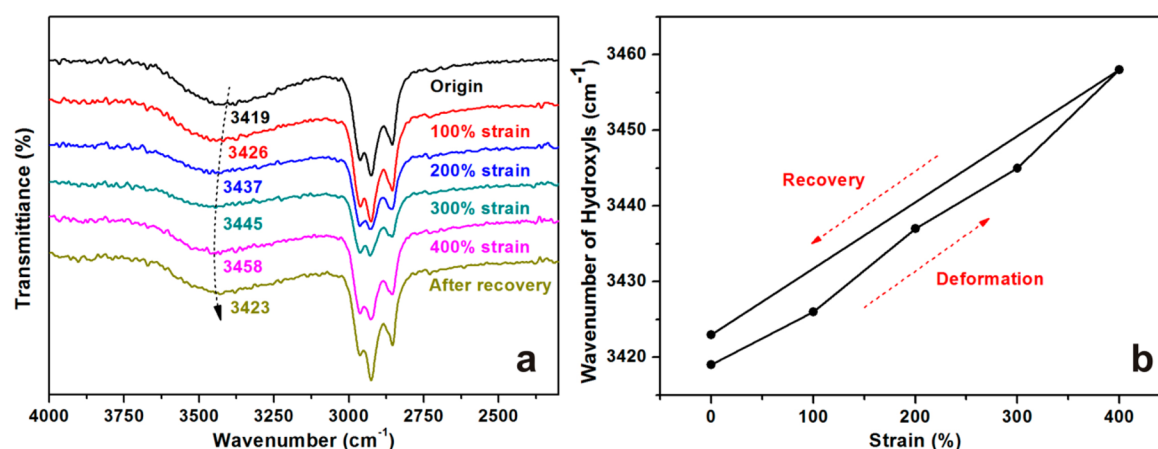 Transmittance (%)
Origin
3419
100% strain
3426
200% strain
3437
300% strain
3445
400% strain
3458
After recovery
3423
a
4000 3750 3500 3250 3000 2750 2500
Wavenumber (cm-1)
Wavenumber of Hydroxyls (cm-1)
3460
3450
3440
3430
3420
Recovery
Deformation
b
0 100 200 300 400
Strain (%)